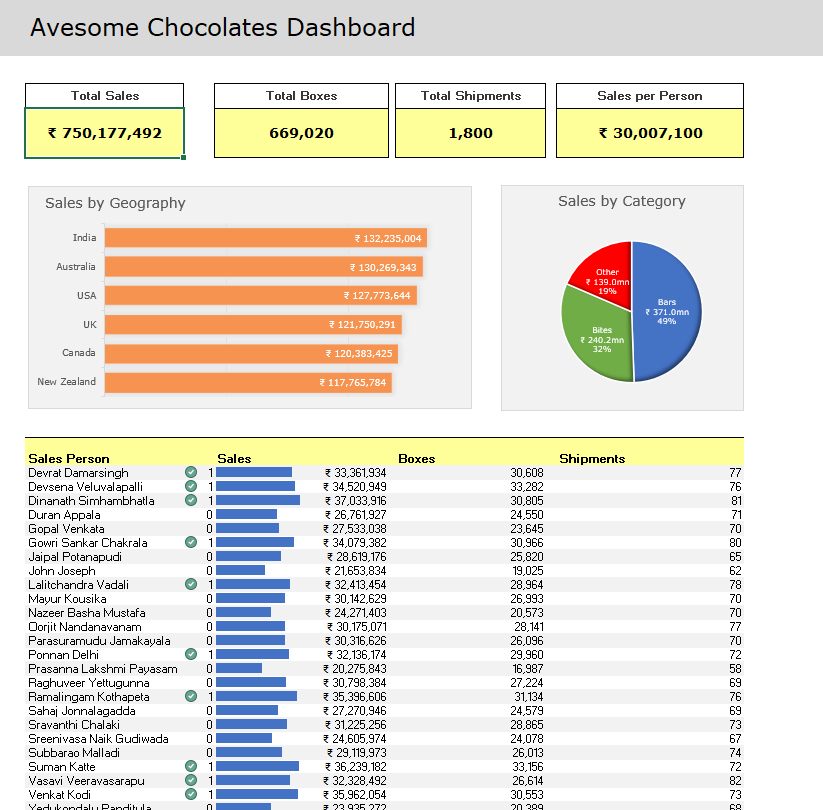 Avesome Chocolates Dashboard
Total Sales Total Boxes Total Shipments Sales per Person
₹ 750,177,492 669,020 1,800 ₹ 30,007,100
Sales by Geography
India ₹ 132,235,004
Australia ₹ 130,269,343
USA ₹ 127,773,644
UK ₹ 121,750,291
Canada ₹ 120,383,425
New Zealand ₹ 117,765,784
Sales by Category
Other
₹ 139.0mn
19%
Bars
₹ 371.0mn
49%
Bites
₹ 240.2mn
32%
Sales Person Sales Boxes Shipments
Devrat Damarsingh 1 ₹ 33,361,934 30,608 77
Devsena Veluvalapalli 1 ₹ 34,520,949 33,282 76
Dinanath Simhambhatla 1 ₹ 37,033,916 30,805 81
Duran Appala 0 ₹ 26,761,927 24,550 71
Gopal Venkata 0 ₹ 27,533,038 23,645 70
Gowri Sankar Chakrala 1 ₹ 34,079,382 30,966 80
Jaipal Potanapudi 0 ₹ 28,619,176 25,820 65
John Joseph 0 ₹ 21,653,834 19,025 62
Lalitchandra Vadali 1 ₹ 32,413,454 28,964 78
Mayur Kousika 0 ₹ 30,142,629 26,993 70
Nazeer Basha Mustafa 0 ₹ 24,271,403 20,573 70
Oorjit Nandanavanam 0 ₹ 30,175,071 28,141 77
Parasuramudu Jamakayala 0 ₹ 30,316,626 26,096 70
Ponnan Delhi 1 ₹ 32,136,174 29,960 72
Prasanna Lakshmi Payasam 0 ₹ 20,275,843 16,987 58
Raghuveer Yettugunna 0 ₹ 30,798,384 27,224 69
Ramalingam Kothapeta 1 ₹ 35,396,606 31,134 76
Sahaj Jonnalagadda 0 ₹ 27,270,946 24,579 69
Sravanthi Chalaki 0 ₹ 31,225,256 28,865 73
Sreenivasa Naik Gudiwada 0 ₹ 24,605,974 24,078 67
Subbarao Malladi 0 ₹ 29,119,973 26,013 74
Suman Katte 1 ₹ 36,239,182 33,156 72
Vasavi Veeravasarapu 1 ₹ 32,328,492 26,614 82
Venkat Kodi 1 ₹ 35,962,054 30,553 73
Yedukondalu Panditula 0 ₹ 23,935,272 20,389 68